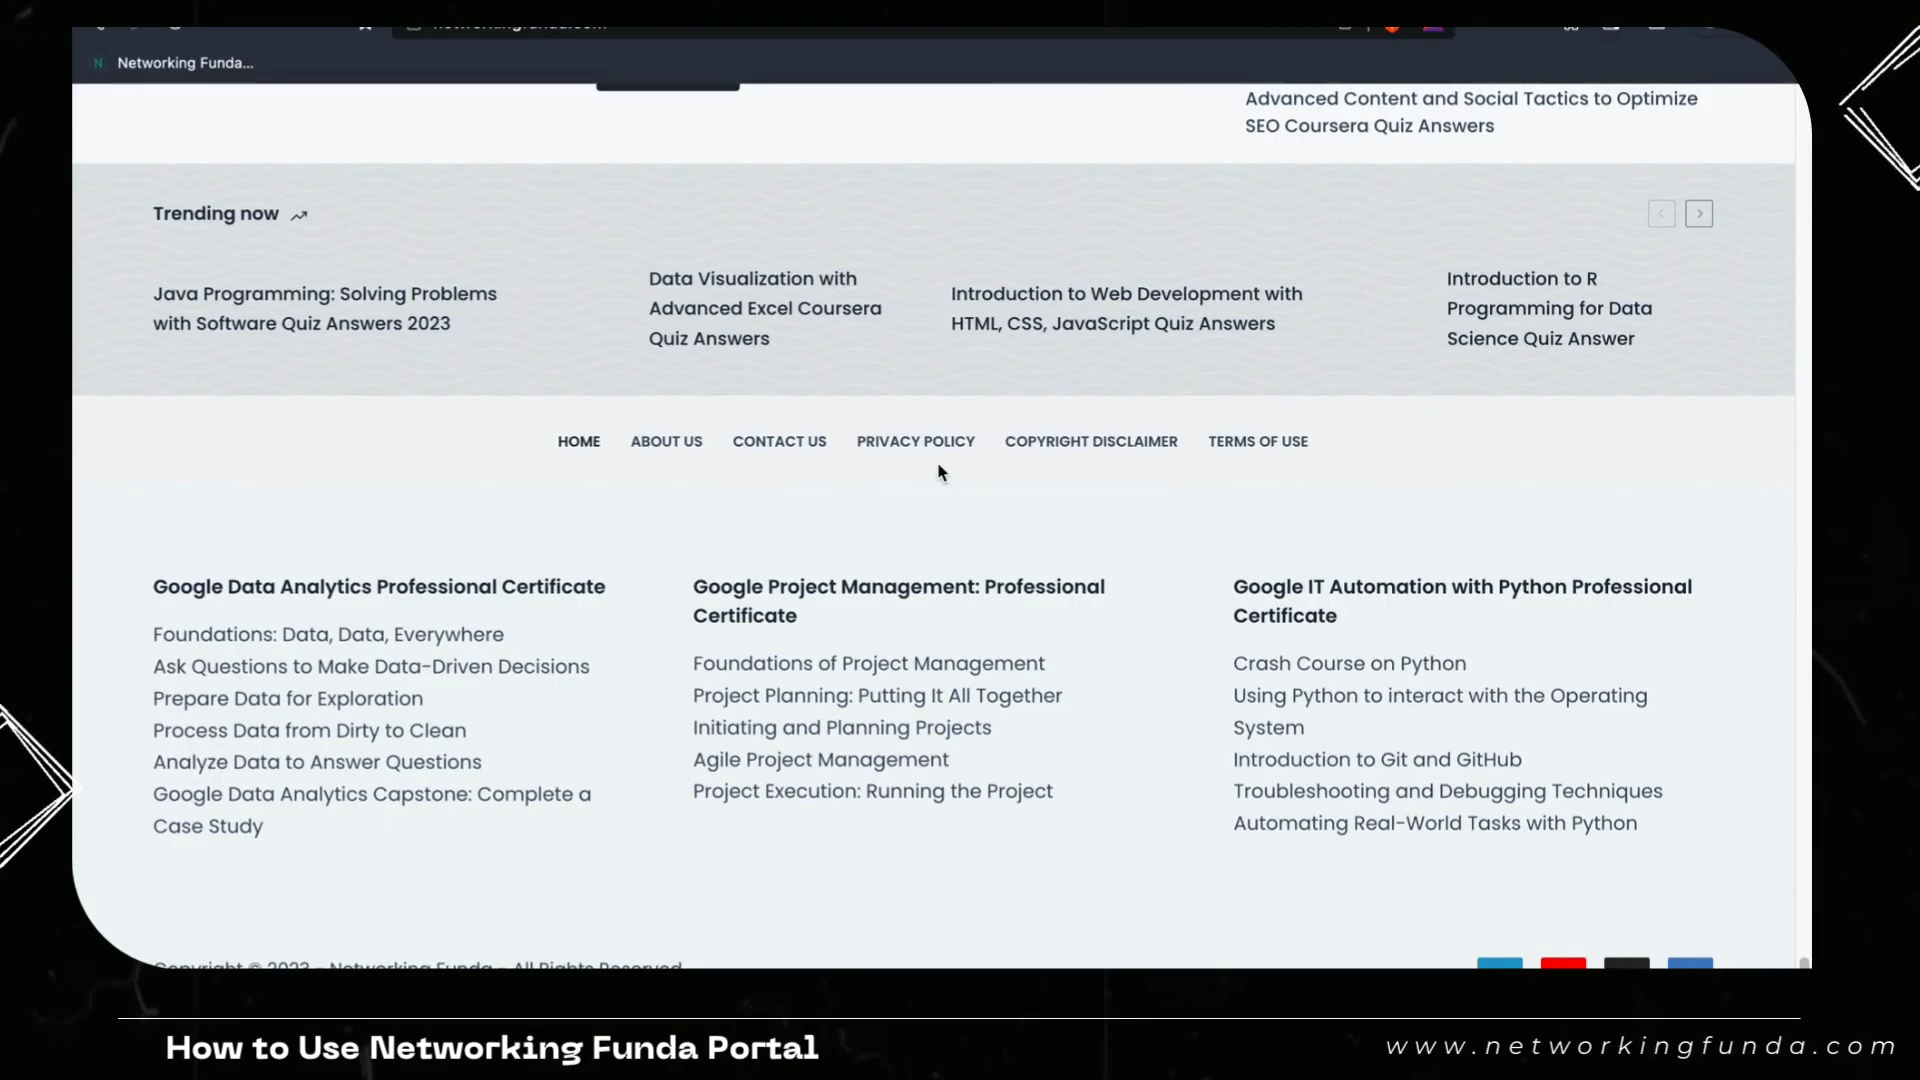 N Networking Funda...
Advanced Content and Social Tactics to Optimize
SEO Coursera Quiz Answers
Trending now
Java Programming: Solving Problems
with Software Quiz Answers 2023
Data Visualization with
Advanced Excel Coursera
Quiz Answers
Introduction to Web Development with
HTML, CSS, JavaScript Quiz Answers
Introduction to R
Programming for Data
Science Quiz Answer
HOME ABOUT US CONTACT US PRIVACY POLICY COPYRIGHT DISCLAIMER TERMS OF USE
Google Data Analytics Professional Certificate
Foundations: Data, Data, Everywhere
Ask Questions to Make Data-Driven Decisions
Prepare Data for Exploration
Process Data from Dirty to Clean
Analyze Data to Answer Questions
Google Data Analytics Capstone: Complete a
Case Study
Google Project Management: Professional
Certificate
Foundations of Project Management
Project Planning: Putting It All Together
Initiating and Planning Projects
Agile Project Management
Project Execution: Running the Project
Google IT Automation with Python Professional
Certificate
Crash Course on Python
Using Python to interact with the Operating
System
Introduction to Git and GitHub
Troubleshooting and Debugging Techniques
Automating Real-World Tasks with Python
Copyright © 2023 - Networking Funda - All Rights Reserved
How to Use Networking Funda Portal
www.networkingfunda.com